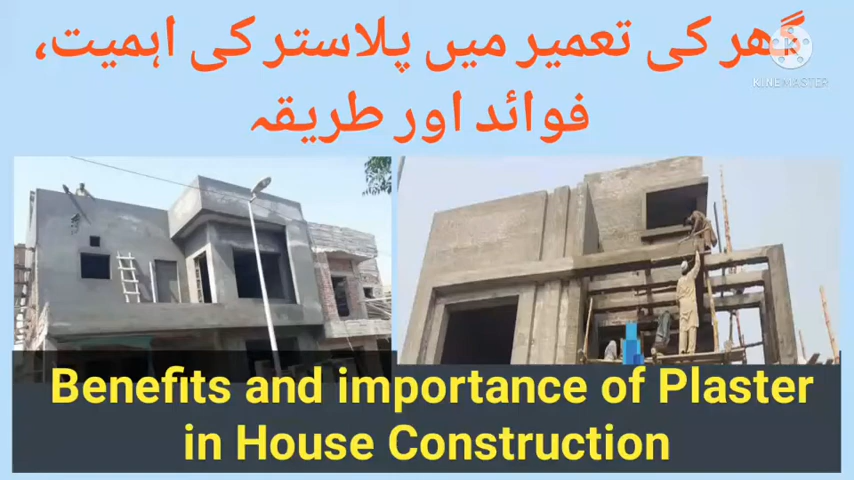 گھر کی تعمیر میں پلاستر کی اہمیت،
فوائد اور طریقہ
KINEMASTER
Benefits and importance of Plaster
in House Construction